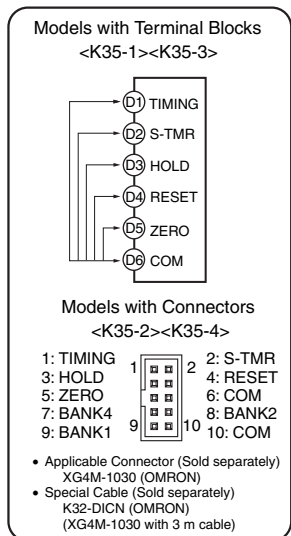 Models with Terminal Blocks
<K35-1><K35-3>
D1 TIMING
D2 S-TMR
D3 HOLD
D4 RESET
D5 ZERO
D6 COM
Models with Connectors
<K35-2><K35-4>
1: TIMING
3: HOLD
5: ZERO
7: BANK4
9: BANK1
1 2
9 10
2: S-TMR
4: RESET
6: COM
8: BANK2
10: COM
• Applicable Connector (Sold separately)
XG4M-1030 (OMRON)
• Special Cable (Sold separately)
K32-DICN (OMRON)
(XG4M-1030 with 3 m cable)